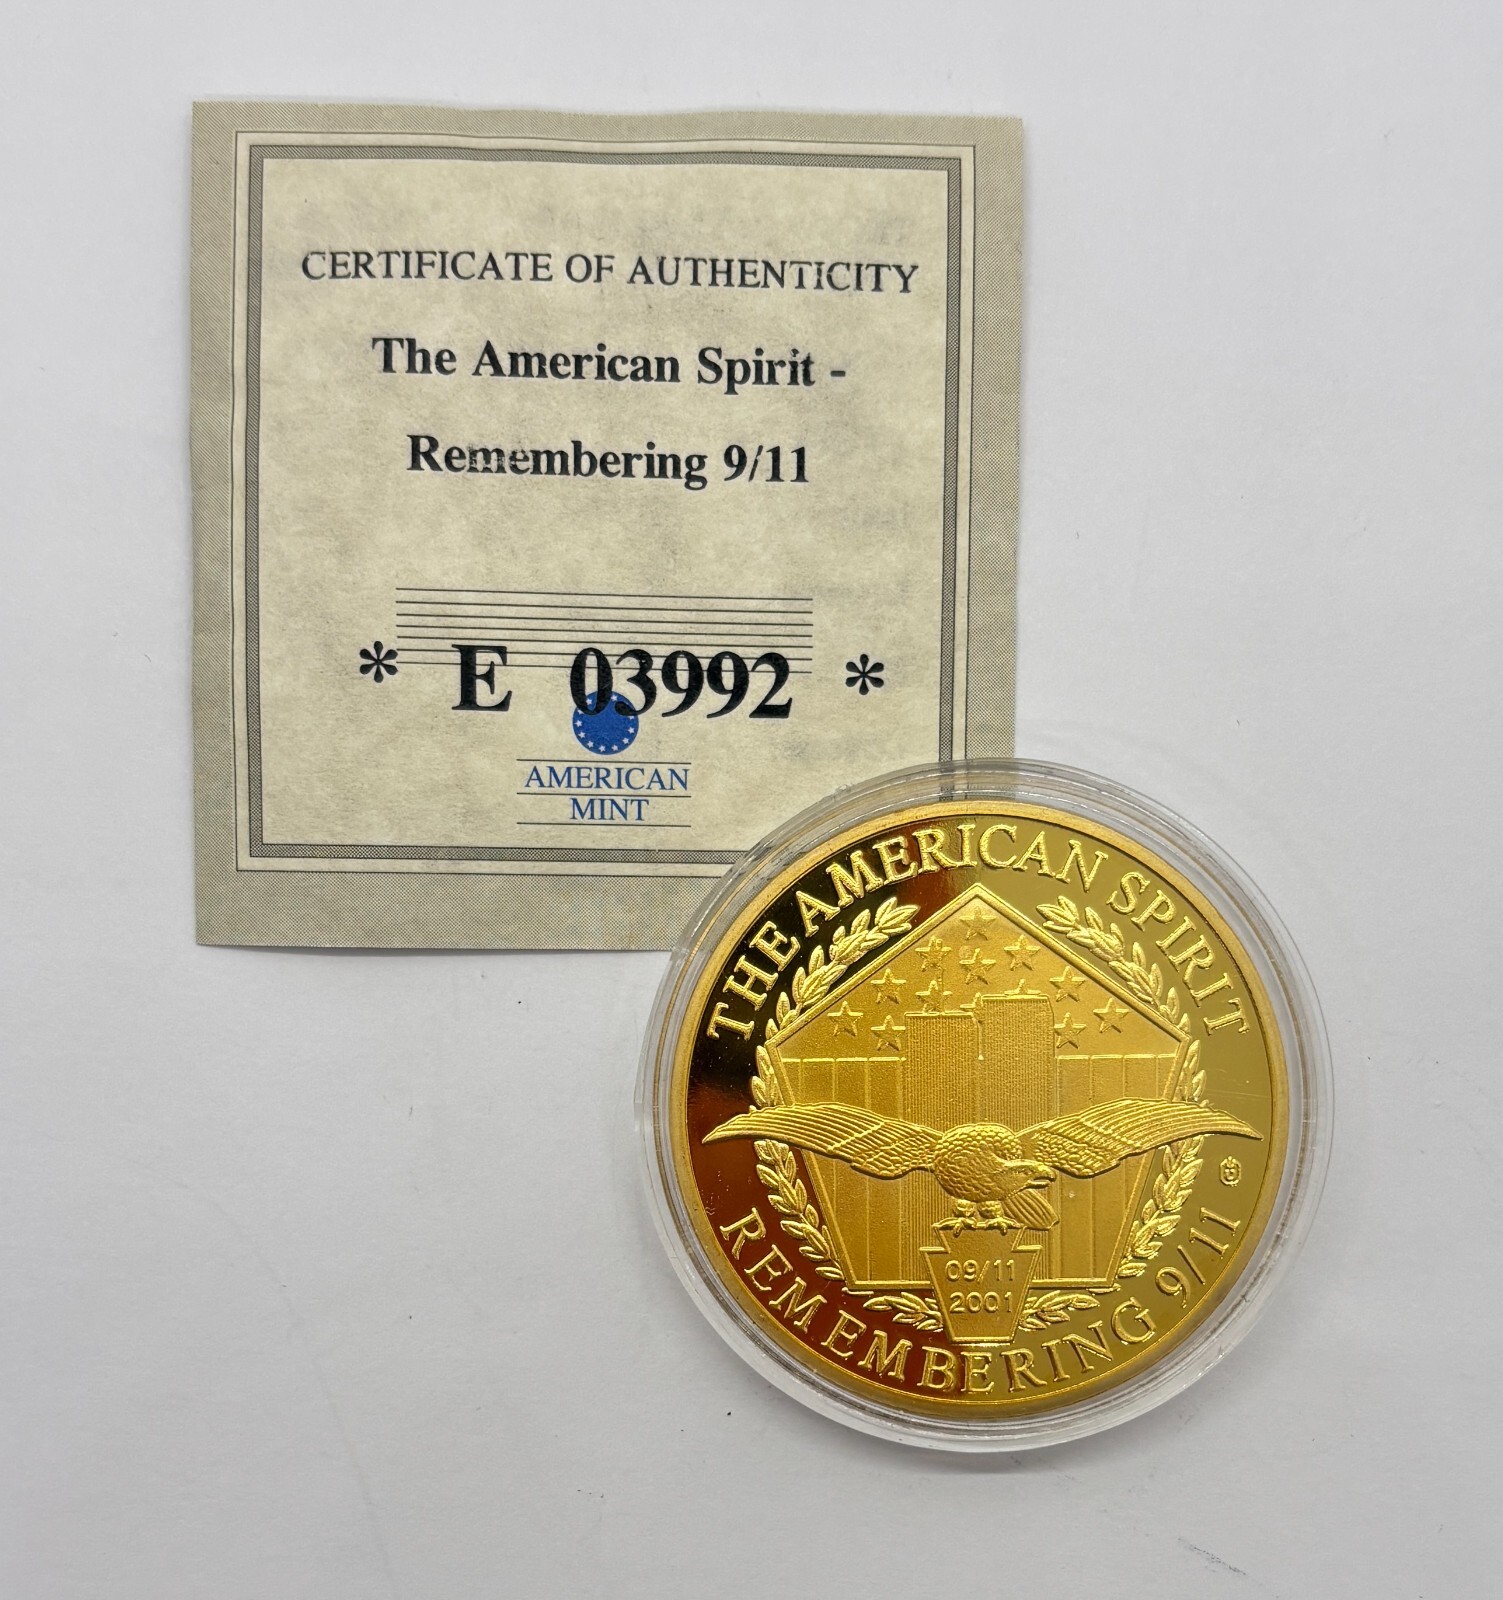 CERTIFICATE OF AUTHENTICITY
The American Spirit -
Remembering 9/11
* E 03992 *
AMERICAN
MINT
THE AMERICAN SPIRIT
09/11
2001
REMEMBERING 9/11